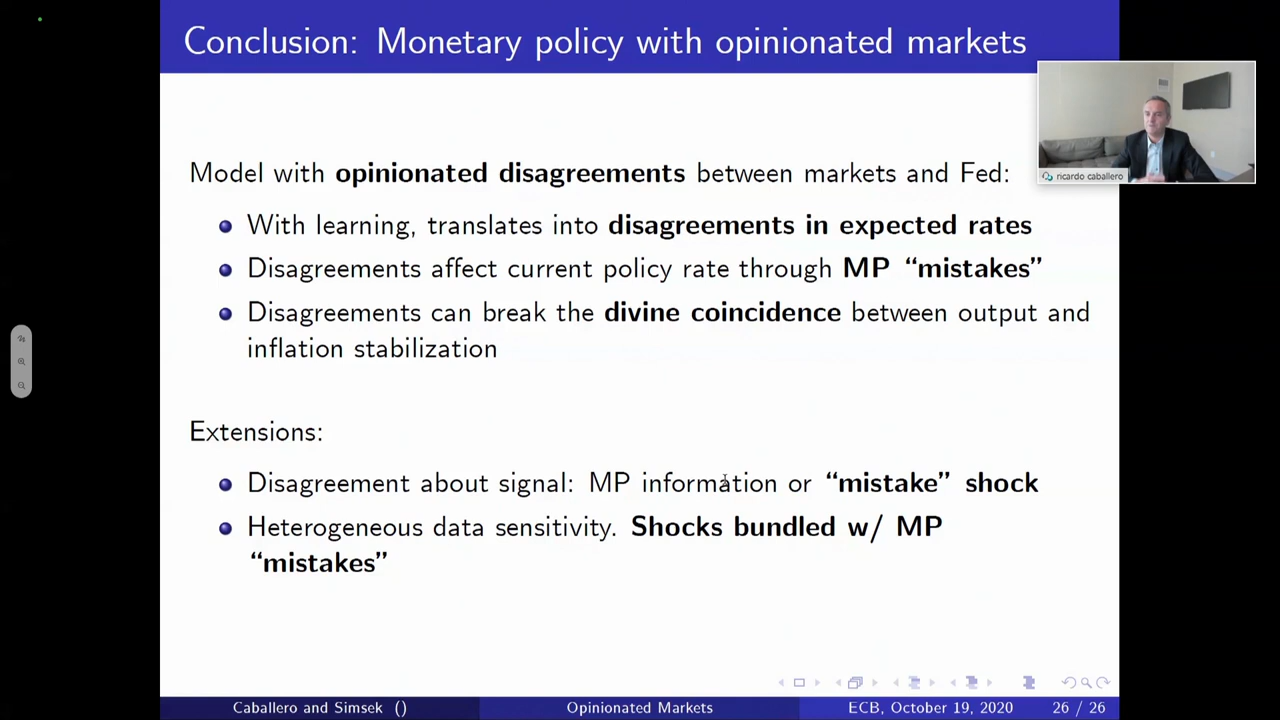 Conclusion: Monetary policy with opinionated markets
ricardo caballero
Model with opinionated disagreements between markets and Fed:
With learning, translates into disagreements in expected rates
Disagreements affect current policy rate through MP “mistakes”
Disagreements can break the divine coincidence between output and
inflation stabilization
Extensions:
Disagreement about signal: MP information or “mistake” shock
Heterogeneous data sensitivity. Shocks bundled w/ MP
“mistakes”
Caballero and Simsek () Opinionated Markets ECB, October 19, 2020 26 / 26